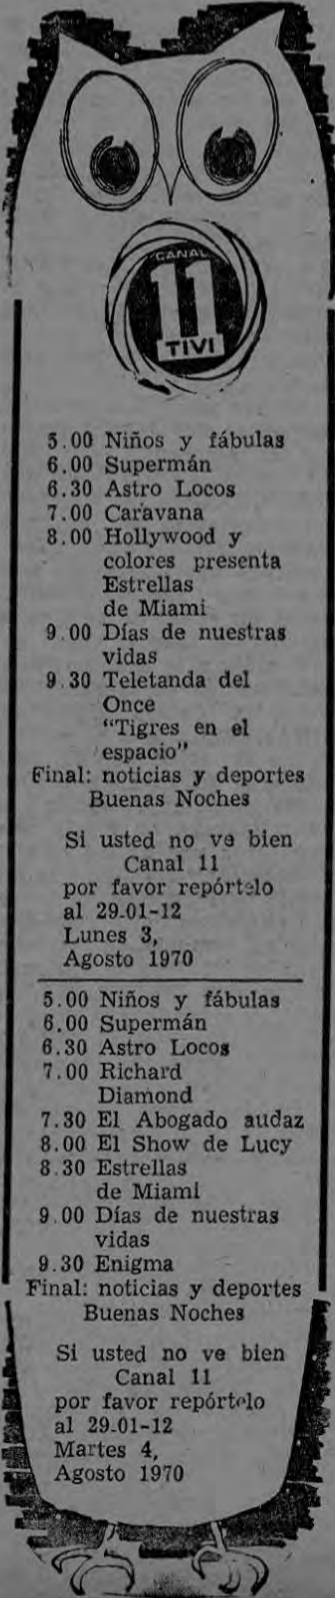 CANAL
11
TIVI
5.00 Niños y fábulas
6.00 Supermán
6.30 Astro Locos
7.00 Caravana
8.00 Hollywood y
colores presenta
Estrellas
de Miami
9.00 Días de nuestras
vidas
9.30 Teletanda del
Once
"Tigres en el
espacio"
Final: noticias y deportes
Buenas Noches
Si usted no ve bien
Canal 11
por favor repórtelo
al 29.01-12
Lunes 3,
Agosto 1970
5.00 Niños y fábulas
6.00 Supermán
6.30 Astro Locos
7.00 Richard
Diamond
7.30 El Abogado audaz
8.00 El Show de Lucy
8.30 Estrellas
de Miami
9.00 Días de nuestras
vidas
9.30 Enigma
Final: noticias y deportes
Buenas Noches
Si usted no ve bien
Canal 11
por favor repórtelo
al 29.01-12
Martes 4,
Agosto 1970